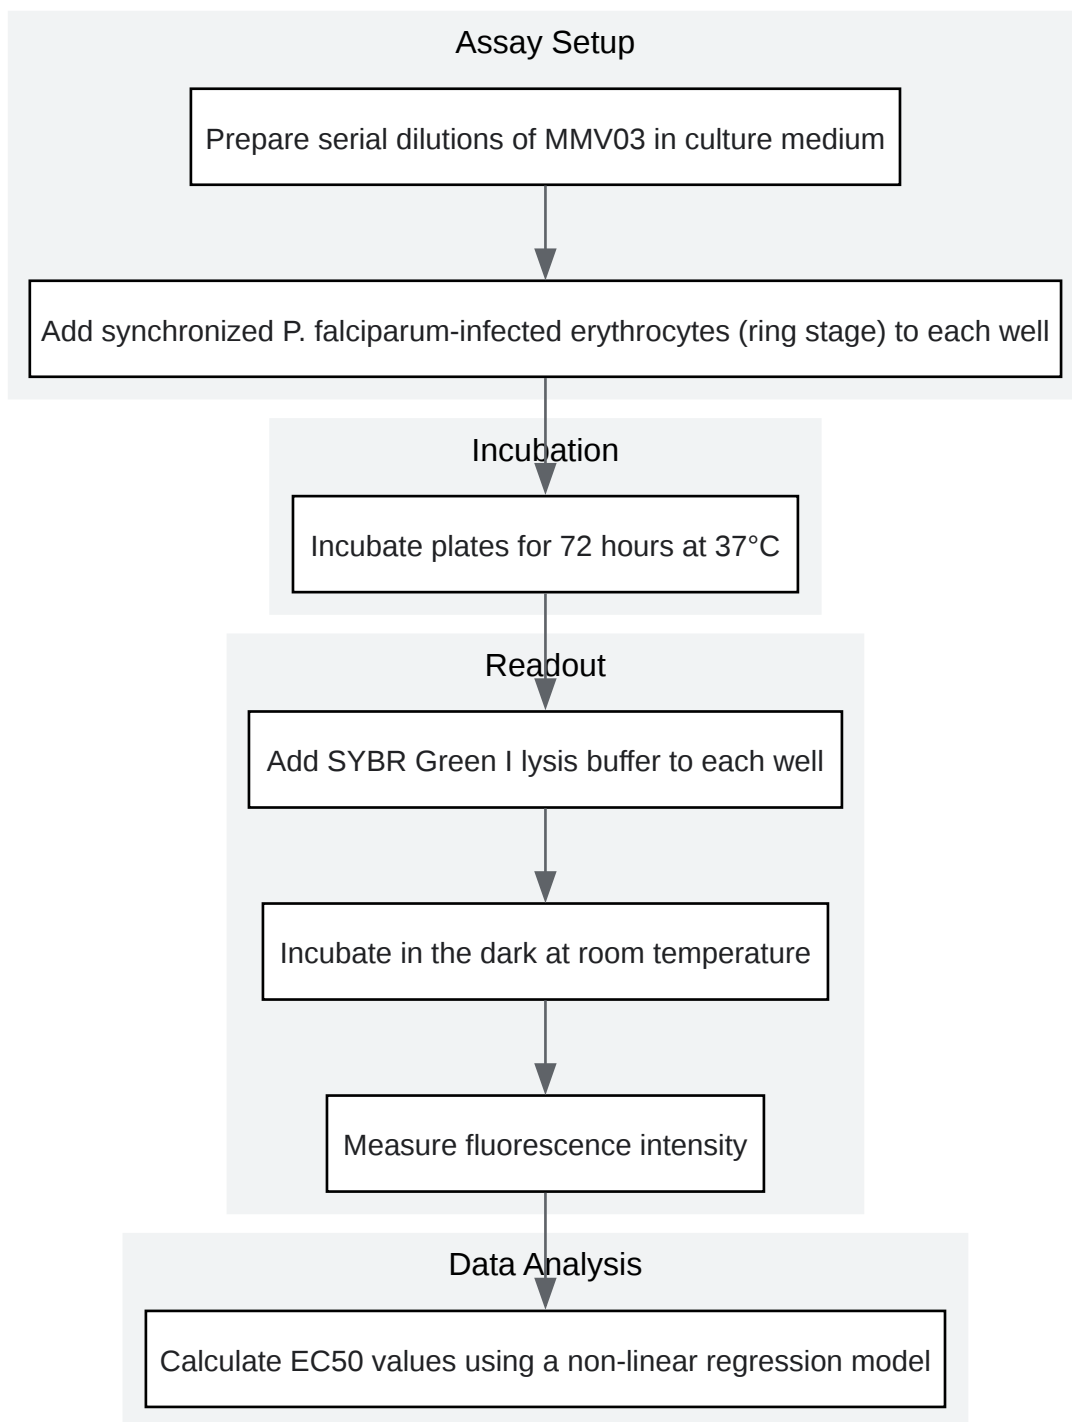 Assay Setup
Prepare serial dilutions of MMV03 in culture medium
Add synchronized P. falciparum-infected erythrocytes (ring stage) to each well
Incubation
Incubate plates for 72 hours at 37°C
Readout
Add SYBR Green I lysis buffer to each well
Incubate in the dark at room temperature
Measure fluorescence intensity
Data Analysis
Calculate EC50 values using a non-linear regression model